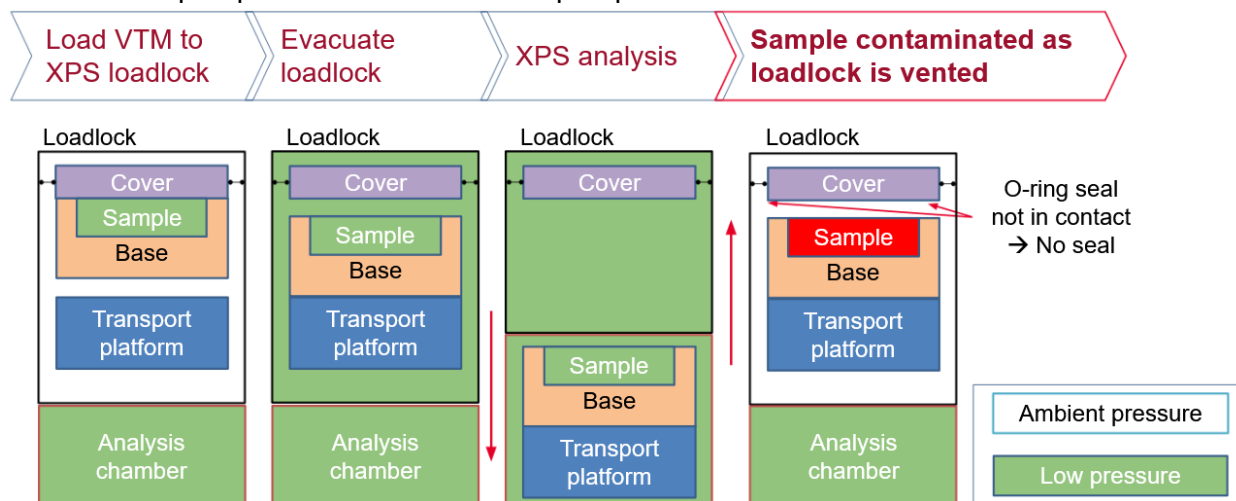 Load VTM to
XPS loadlock
Evacuate
loadlock
XPS analysis
Sample contaminated as
loadlock is vented
Loadlock
Cover
Sample
Base
Transport
platform
Analysis
chamber
Loadlock
Cover
Sample
Base
Transport
platform
Loadlock
Cover
Sample
Base
Transport
platform
Loadlock
Cover
Sample
Base
Transport
platform
Analysis
chamber
O-ring seal
not in contact
→ No seal
Ambient pressure
Low pressure